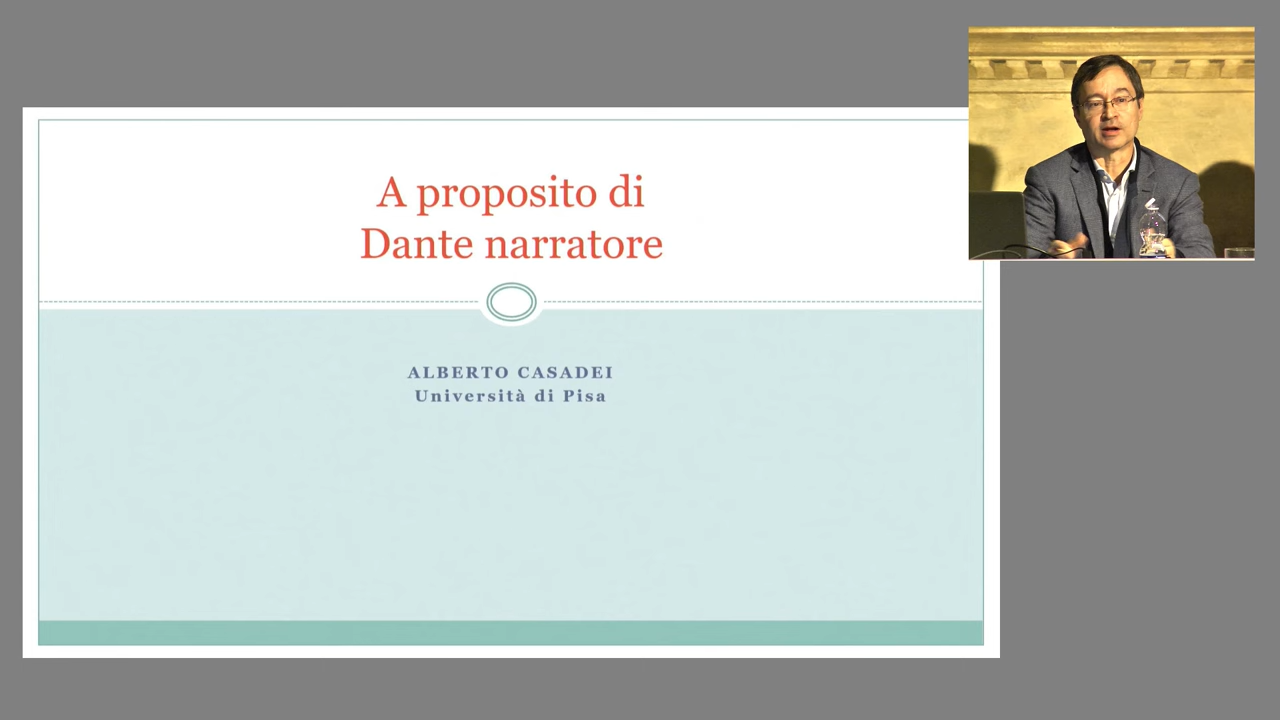 A proposito di
Dante narratore
ALBERTO CASADEI
Università di Pisa